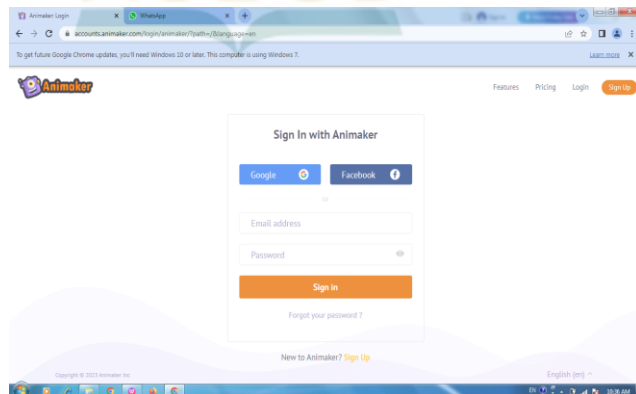 Animaker Login
WhatsApp
accounts.animaker.com/login/animaker/?path=/&language=en
To get future Google Chrome updates, you'll need Windows 10 or later. This computer is using Windows 7.
Learn more
Animaker
Features Pricing Login Sign Up
Sign In with Animaker
Google
Facebook
or
Email address
Password
Sign in
Forgot your password ?
New to Animaker? Sign Up
Copyright © 2023 Animaker Inc.
English (en)
EN
10:36 AM